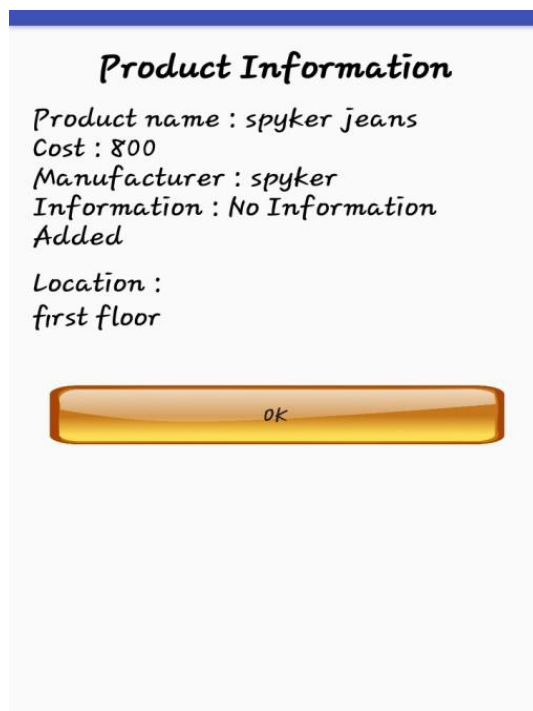 Product Information
Product name : spyker jeans
Cost : 800
Manufacturer : spyker
Information : No Information
Added
Location :
first floor
OK